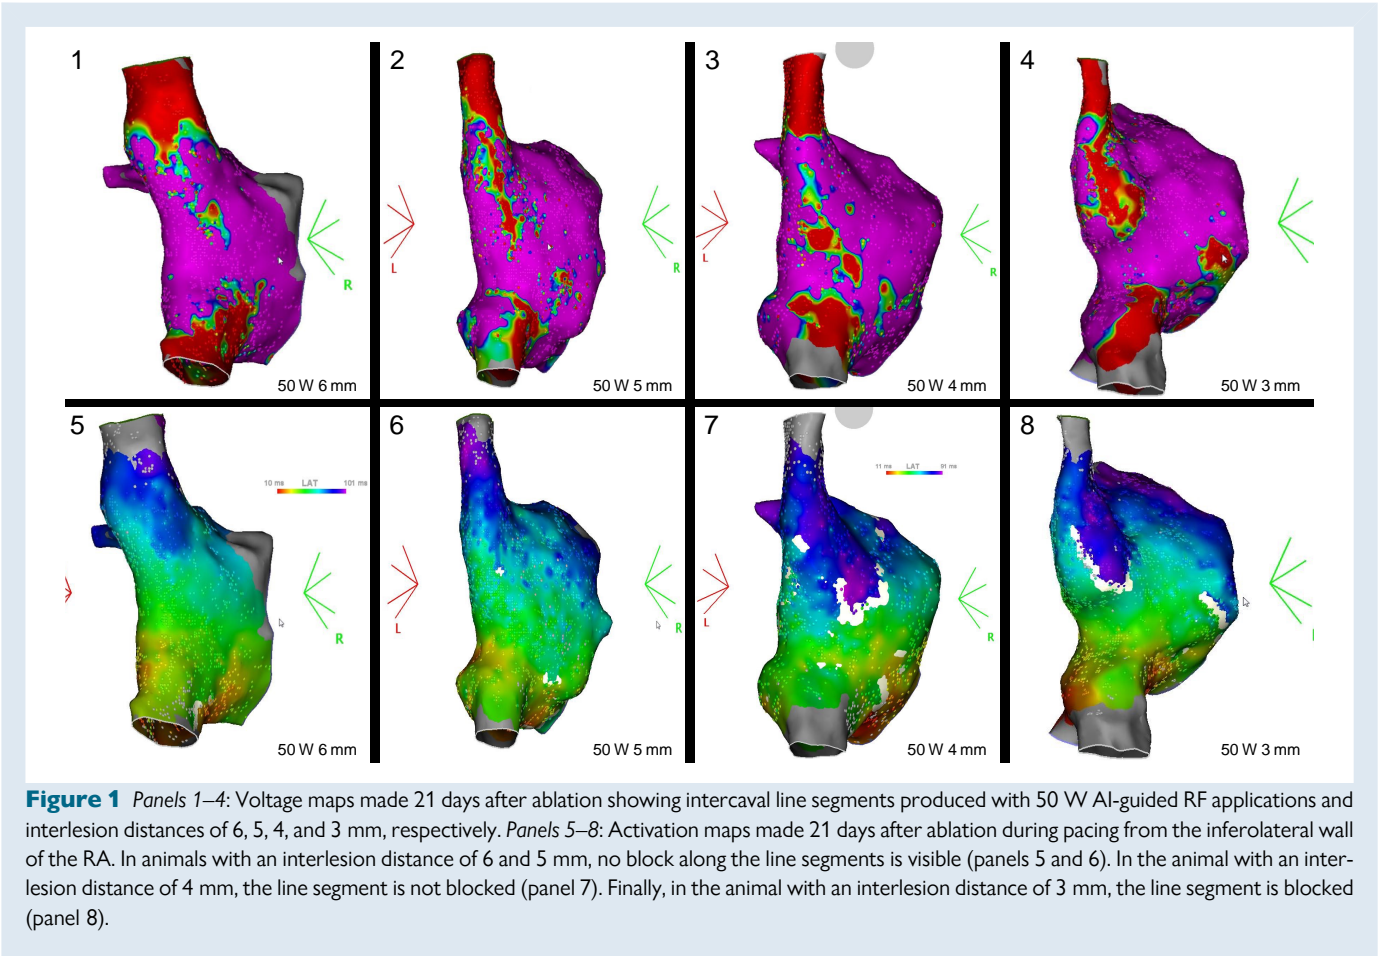 1
2
3
4
L
R
L
R
L
R
50 W 6 mm
50 W 5 mm
50 W 4 mm
50 W 3 mm
5
6
7
8
10 ms LAT 101 ms
11 ms LAT 91 ms
R
L
R
L
R
50 W 6 mm
50 W 5 mm
50 W 4 mm
50 W 3 mm
Figure 1 Panels 1–4: Voltage maps made 21 days after ablation showing intercaval line segments produced with 50 W AI-guided RF applications and
interlesion distances of 6, 5, 4, and 3 mm, respectively. Panels 5–8: Activation maps made 21 days after ablation during pacing from the inferolateral wall
of the RA. In animals with an interlesion distance of 6 and 5 mm, no block along the line segments is visible (panels 5 and 6). In the animal with an inter-
lesion distance of 4 mm, the line segment is not blocked (panel 7). Finally, in the animal with an interlesion distance of 3 mm, the line segment is blocked
(panel 8).